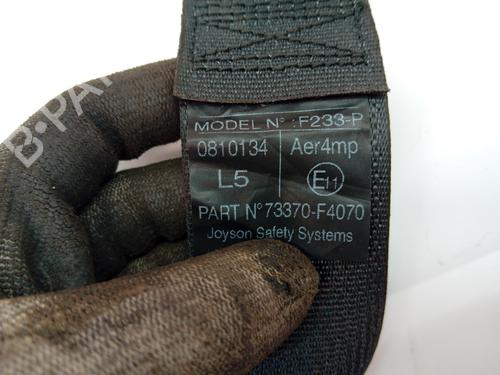 MODEL N° :F233-P
0810134 Aer4mp
L5 E11
PART N° 73370-F4070
Joyson Safety Systems